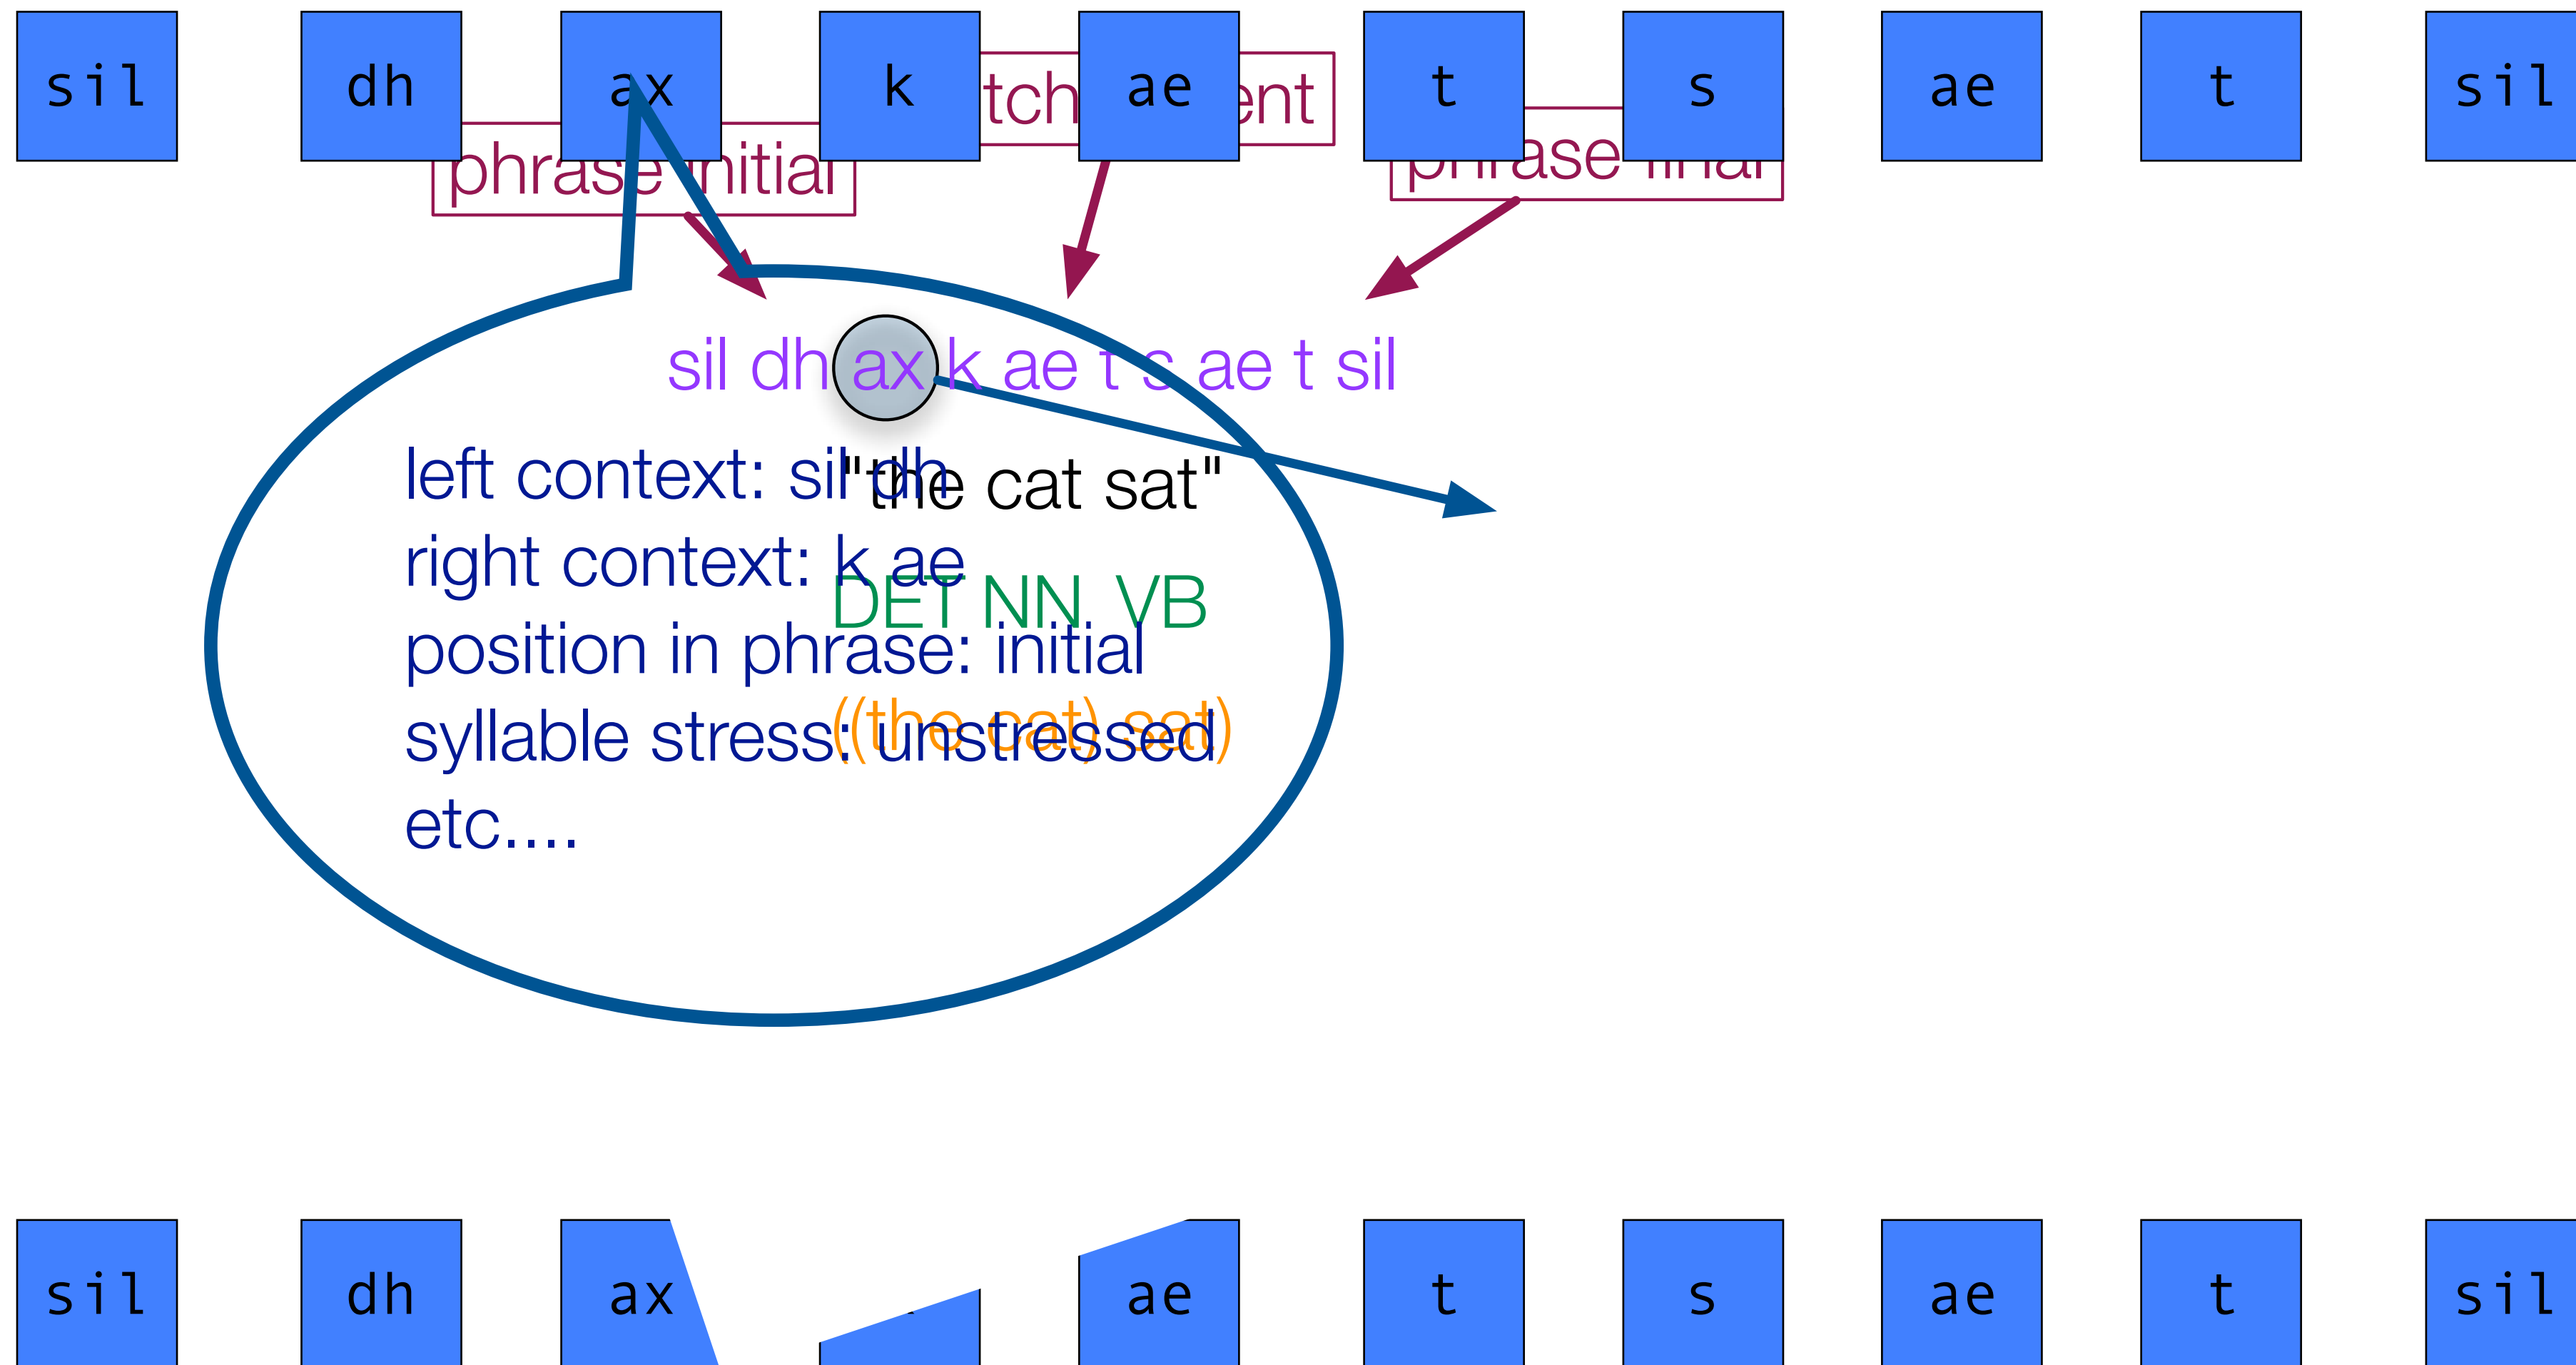 sil dh ax k ae t s ae t sil
phrase initial
phrase final
sil dh ax k ae t s ae t sil
"the cat sat"
DET NN VB
((the cat) sat)
left context: sil dh
right context: k ae
position in phrase: initial
syllable stress: unstressed
etc....
sil dh ax ae t s ae t sil